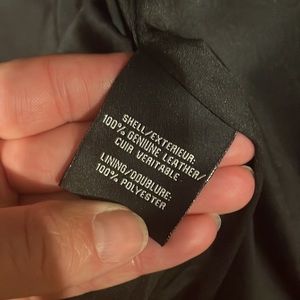 SHELL/EXTERIEUR:
100% GENUINE LEATHER/
CUIR VERITABLE
LINING/DOUBLURE:
100% POLYESTER